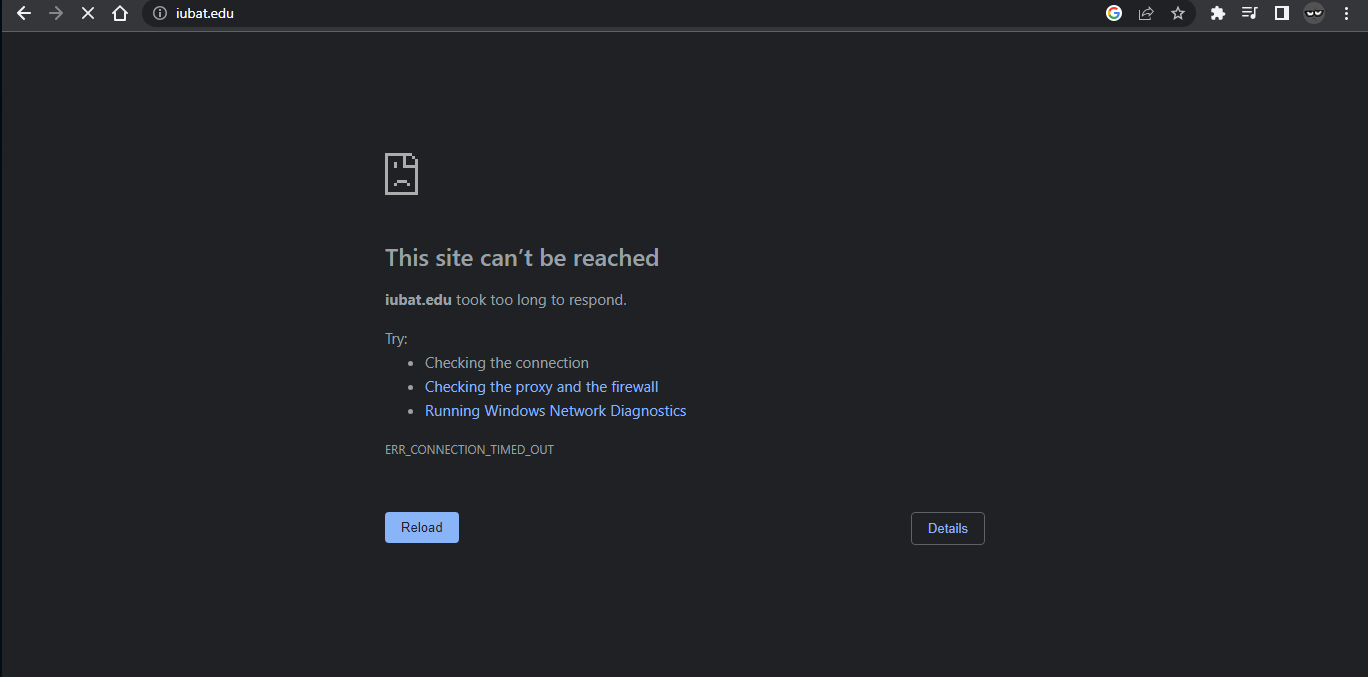 iubat.edu
This site can’t be reached
iubat.edu took too long to respond.
Try:
Checking the connection
Checking the proxy and the firewall
Running Windows Network Diagnostics
ERR_CONNECTION_TIMED_OUT
Reload
Details